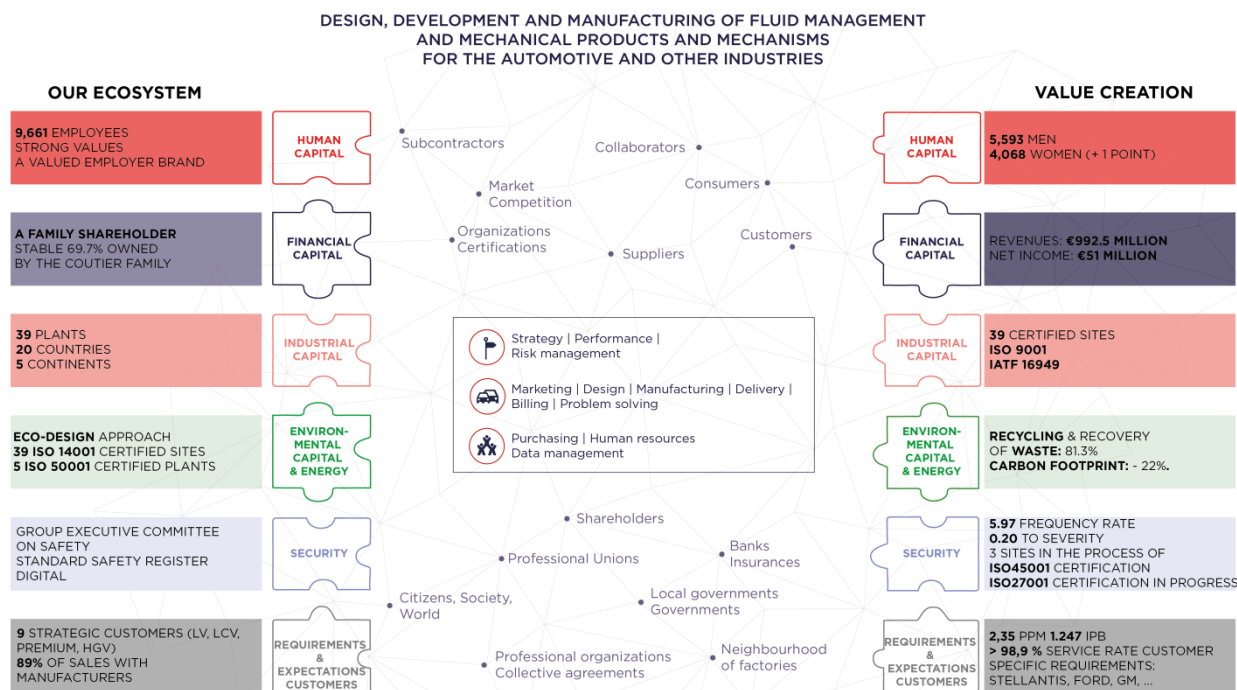 DESIGN, DEVELOPMENT AND MANUFACTURING OF FLUID MANAGEMENT
AND MECHANICAL PRODUCTS AND MECHANISMS
FOR THE AUTOMOTIVE AND OTHER INDUSTRIES
OUR ECOSYSTEM
9,661 EMPLOYEES
STRONG VALUES
A VALUED EMPLOYER BRAND
HUMAN
CAPITAL
A FAMILY SHAREHOLDER
STABLE 69.7% OWNED
BY THE COUTIER FAMILY
FINANCIAL
CAPITAL
39 PLANTS
20 COUNTRIES
5 CONTINENTS
INDUSTRIAL
CAPITAL
ECO-DESIGN APPROACH
39 ISO 14001 CERTIFIED SITES
5 ISO 50001 CERTIFIED PLANTS
ENVIRON-
MENTAL
CAPITAL
& ENERGY
GROUP EXECUTIVE COMMITTEE
ON SAFETY
STANDARD SAFETY REGISTER
DIGITAL
SECURITY
9 STRATEGIC CUSTOMERS (LV, LCV,
PREMIUM, HGV)
89% OF SALES WITH
MANUFACTURERS
REQUIREMENTS
&
EXPECTATIONS
CUSTOMERS
Subcontractors
Collaborators
Market
Competition
Consumers
Organizations
Certifications
Suppliers
Customers
Strategy | Performance |
Risk management
Marketing | Design | Manufacturing | Delivery |
Billing | Problem solving
Purchasing | Human resources
Data management
Shareholders
Professional Unions
Banks
Insurances
Citizens, Society,
World
Local governments
Governments
Professional organizations
Collective agreements
Neighbourhood
of factories
VALUE CREATION
HUMAN
CAPITAL
5,593 MEN
4,068 WOMEN (+ 1 POINT)
FINANCIAL
CAPITAL
REVENUES: €992.5 MILLION
NET INCOME: €51 MILLION
INDUSTRIAL
CAPITAL
39 CERTIFIED SITES
ISO 9001
IATF 16949
ENVIRON-
MENTAL
CAPITAL
& ENERGY
RECYCLING & RECOVERY
OF WASTE: 81.3%
CARBON FOOTPRINT: - 22%.
SECURITY
5.97 FREQUENCY RATE
0.20 TO SEVERITY
3 SITES IN THE PROCESS OF
ISO45001 CERTIFICATION
ISO27001 CERTIFICATION IN PROGRESS
REQUIREMENTS
&
EXPECTATIONS
CUSTOMERS
2,35 PPM 1.247 IPB
> 98,9 % SERVICE RATE CUSTOMER
SPECIFIC REQUIREMENTS:
STELLANTIS, FORD, GM, ...